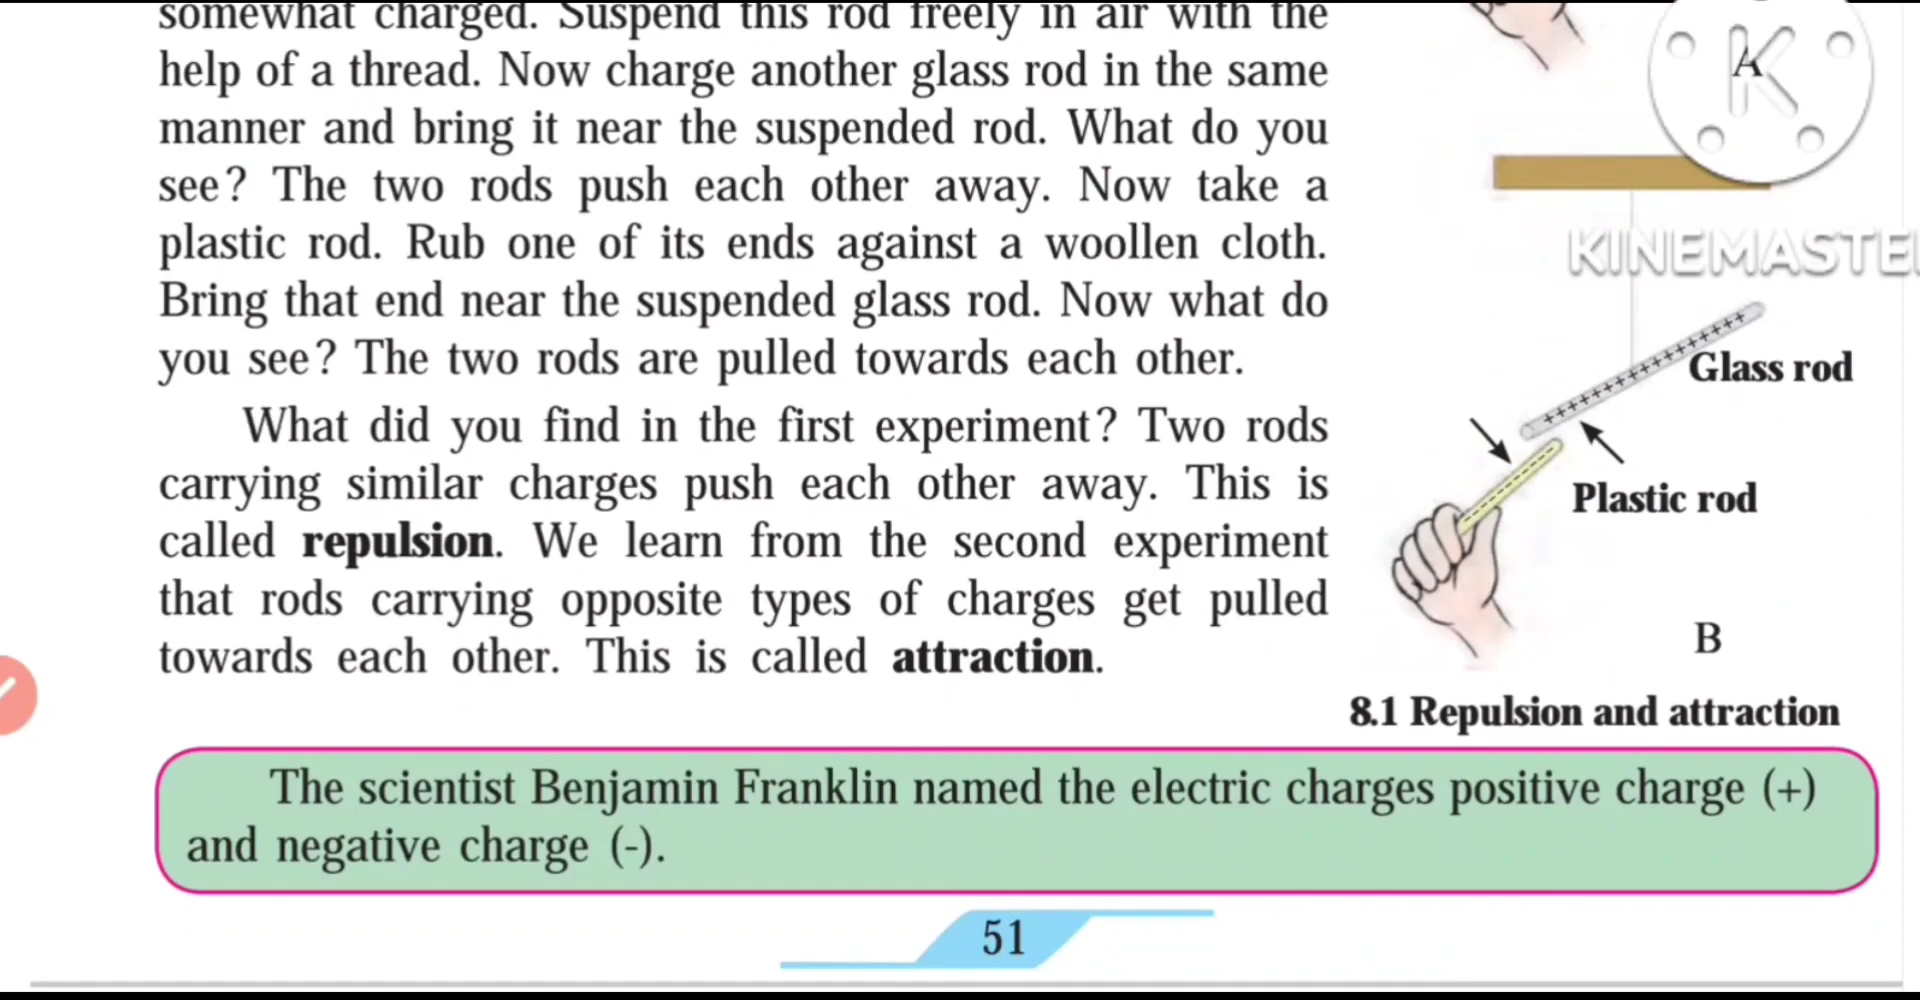 somewhat charged. Suspend this rod freely in air with the
help of a thread. Now charge another glass rod in the same
manner and bring it near the suspended rod. What do you
see? The two rods push each other away. Now take a
plastic rod. Rub one of its ends against a woollen cloth.
Bring that end near the suspended glass rod. Now what do
you see? The two rods are pulled towards each other.
What did you find in the first experiment? Two rods
carrying similar charges push each other away. This is
called repulsion. We learn from the second experiment
that rods carrying opposite types of charges get pulled
towards each other. This is called attraction.
A
K
KINEMASTE
Glass rod
Plastic rod
B
8.1 Repulsion and attraction
The scientist Benjamin Franklin named the electric charges positive charge (+)
and negative charge (-).
51